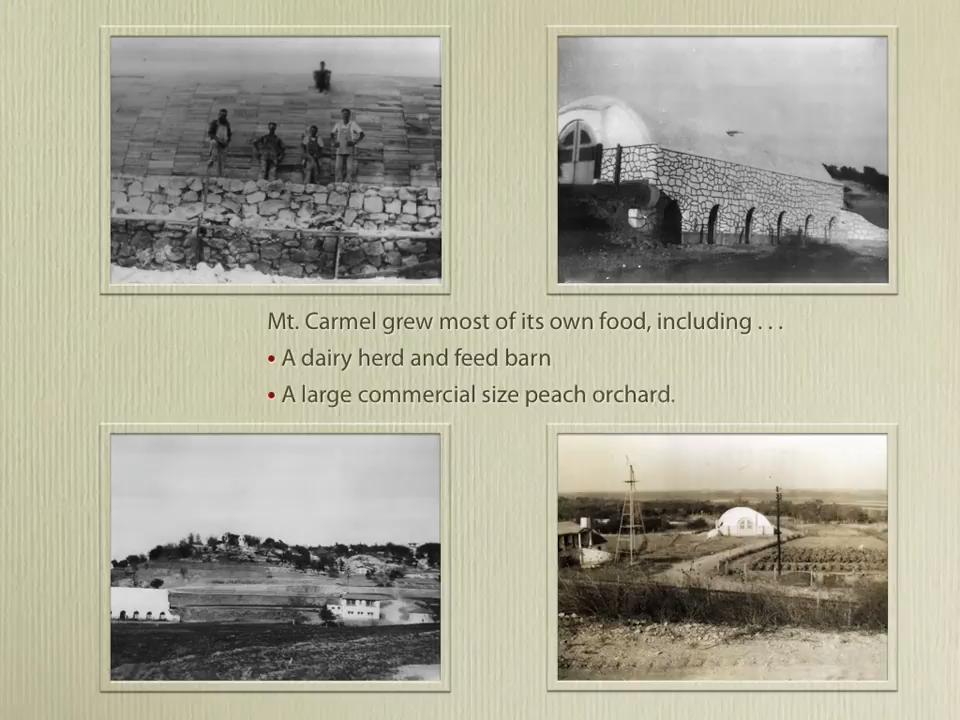 Mt. Carmel grew most of its own food, including . . .
• A dairy herd and feed barn
• A large commercial size peach orchard.